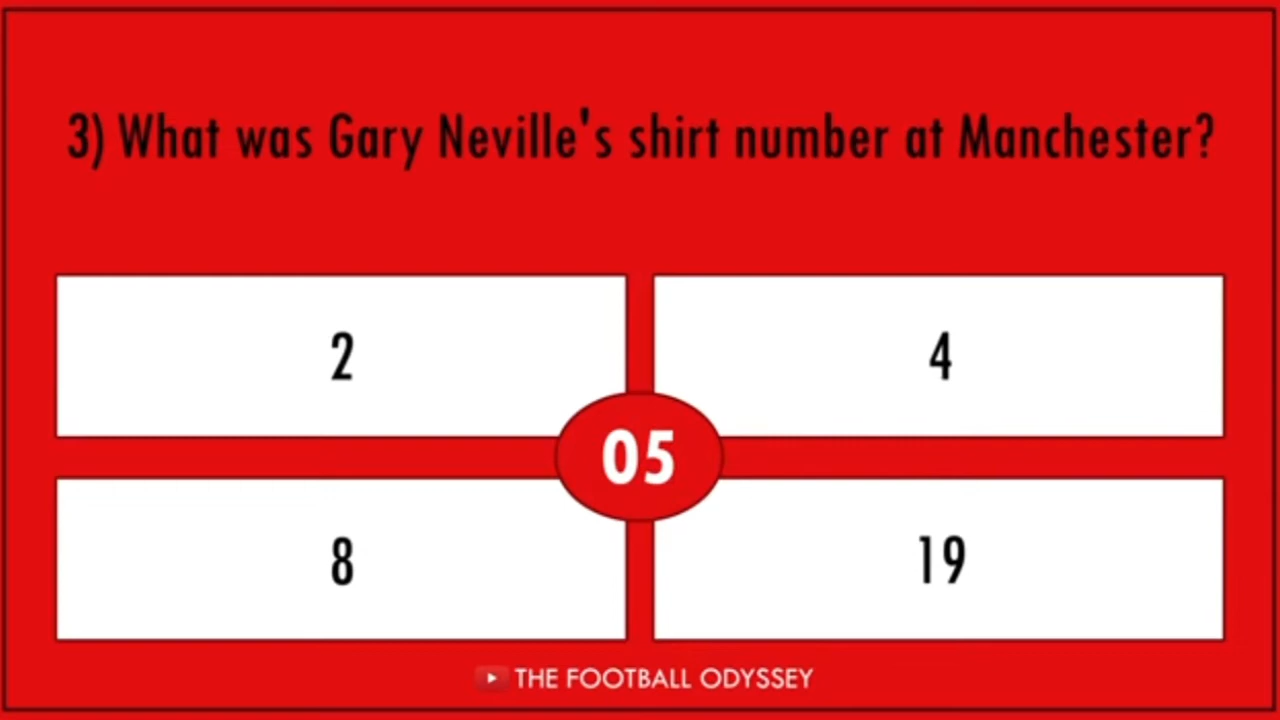 3) What was Gary Neville's shirt number at Manchester?
2
4
05
8
19
THE FOOTBALL ODYSSEY